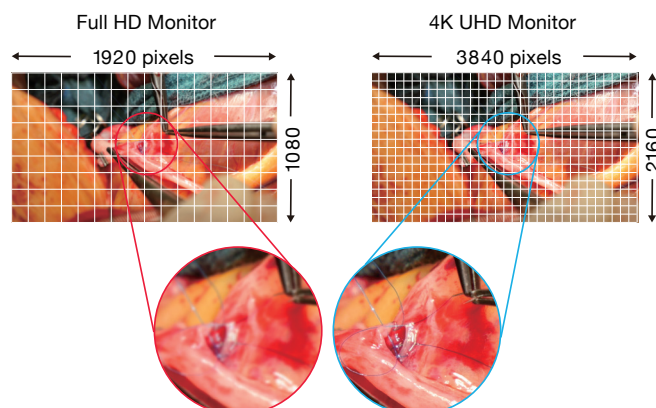 Full HD Monitor
4K UHD Monitor
1920 pixels
3840 pixels
1080
2160